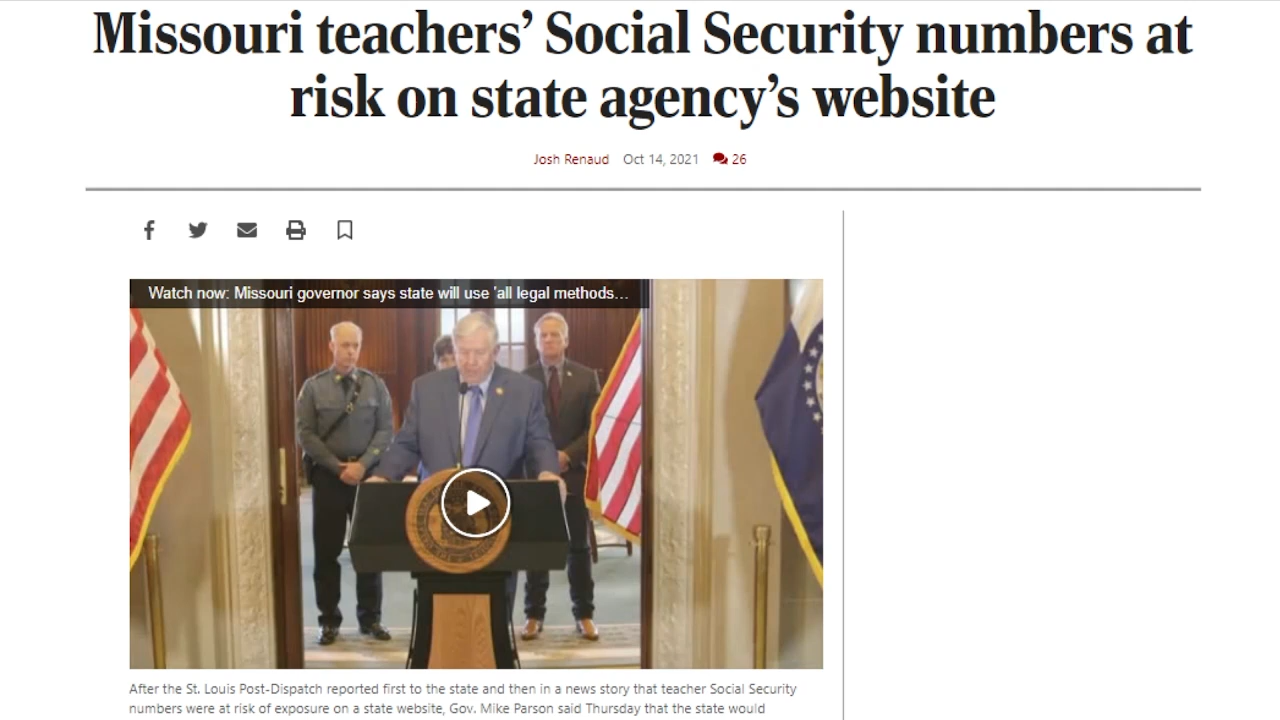 Missouri teachers’ Social Security numbers at
risk on state agency’s website
Josh Renaud Oct 14, 2021 26
Watch now: Missouri governor says state will use 'all legal methods...
After the St. Louis Post-Dispatch reported first to the state and then in a news story that teacher Social Security
numbers were at risk of exposure on a state website, Gov. Mike Parson said Thursday that the state would